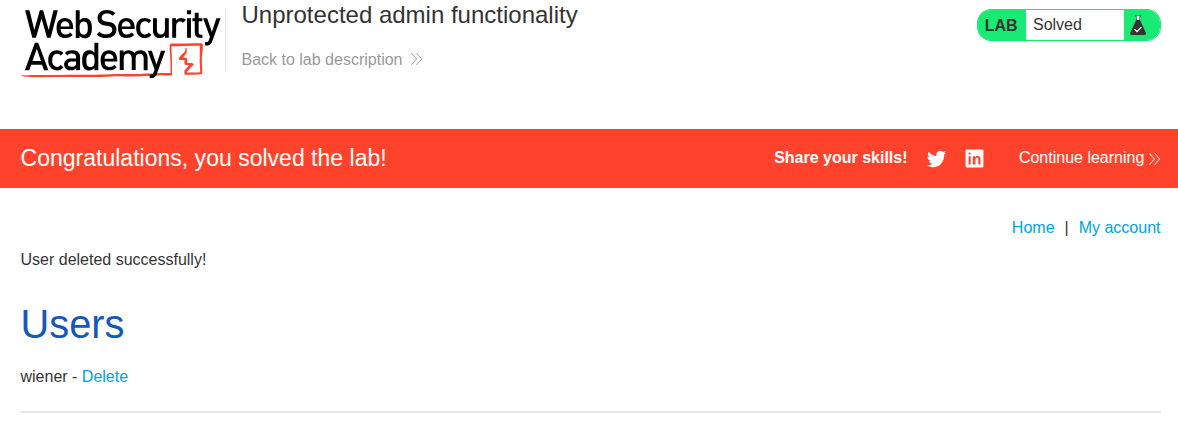 Web Security
Academy
Unprotected admin functionality
Back to lab description
LAB Solved
Congratulations, you solved the lab!
Share your skills!
Continue learning
Home | My account
User deleted successfully!
Users
wiener - Delete